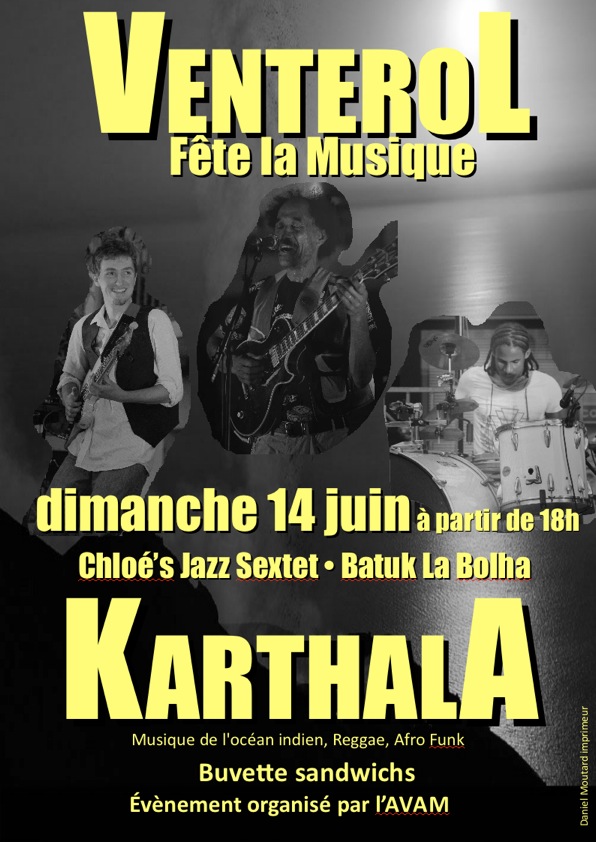 VENTEROL
Fête la Musique
dimanche 14 juin à partir de 18h
Chloé's Jazz Sextet • Batuk La Bolha
KARTHALA
Musique de l'océan indien, Reggae, Afro Funk
Buvette sandwichs
Évènement organisé par l'AVAM
Daniel Moutard imprimeur